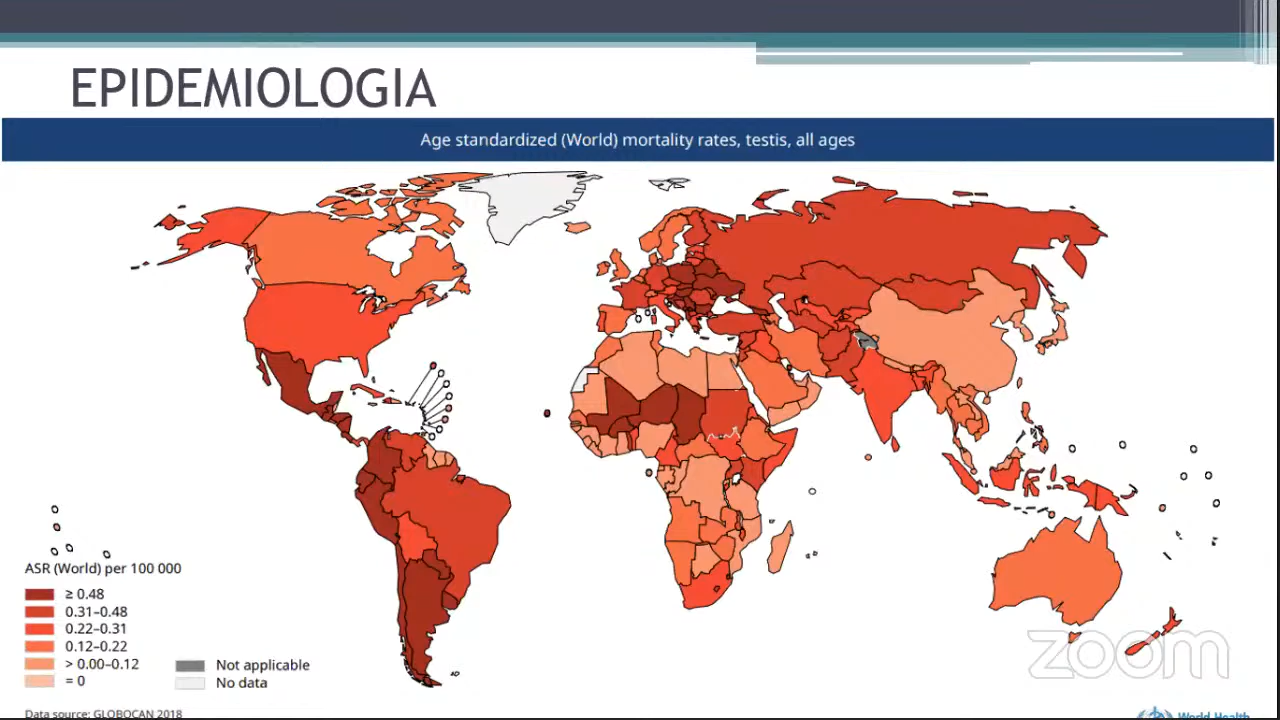 EPIDEMIOLOGIA
Age standardized (World) mortality rates, testis, all ages
ASR (World) per 100 000
≥ 0.48
0.31–0.48
0.22–0.31
0.12–0.22
> 0.00–0.12
= 0
Not applicable
No data
zoom
Data source: GLOBOCAN 2018
World Health